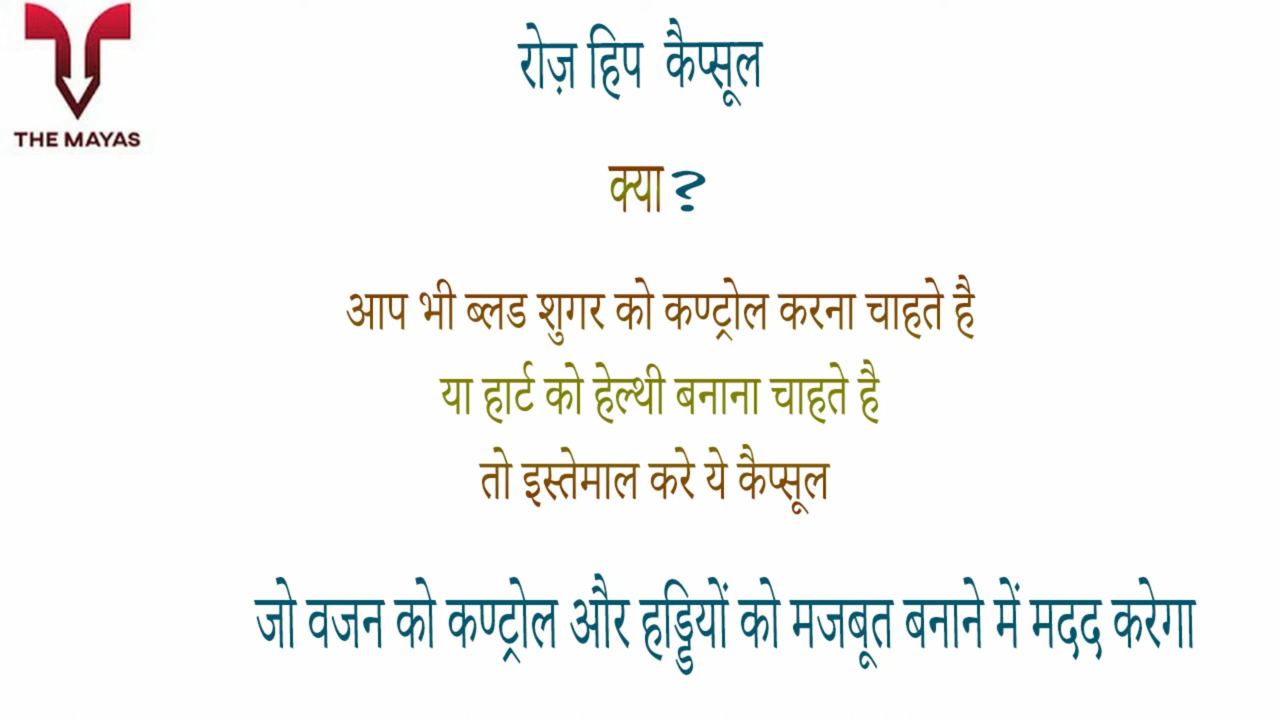 THE MAYAS
रोज़ हिप कैप्सूल
क्या?
आप भी ब्लड शुगर को कण्ट्रोल करना चाहते है
या हार्ट को हेल्थी बनाना चाहते है
तो इस्तेमाल करे ये कैप्सूल
जो वजन को कण्ट्रोल और हड्डियों को मजबूत बनाने में मदद करेगा